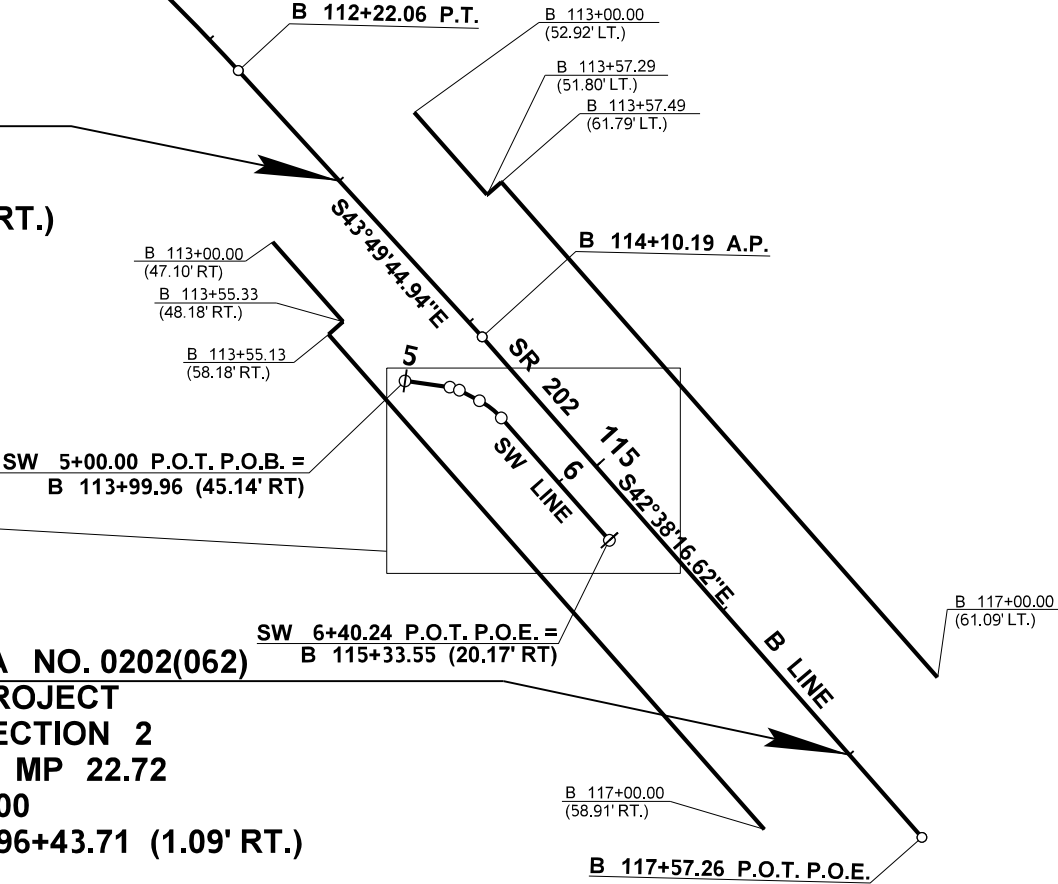 B 112+22.06 P.T.
B 113+00.00
(52.92' LT.)
B 113+57.29
(51.80' LT.)
B 113+57.49
(61.79' LT.)
RT.)
S43°49'44.94"E
B 114+10.19 A.P.
B 113+00.00
(47.10' RT)
B 113+55.33
(48.18' RT.)
B 113+55.13
(58.18' RT.)
5
SR 202
115
SW 5+00.00 P.O.T. P.O.B. =
B 113+99.96 (45.14' RT)
SW LINE
6
S42°38'16.62"E
B 117+00.00
(61.09' LT.)
SW 6+40.24 P.O.T. P.O.E. =
B 115+33.55 (20.17' RT)
B LINE
A NO. 0202(062)
ROJECT
ECTION 2
MP 22.72
00
96+43.71 (1.09' RT.)
B 117+00.00
(58.91' RT.)
B 117+57.26 P.O.T. P.O.E.